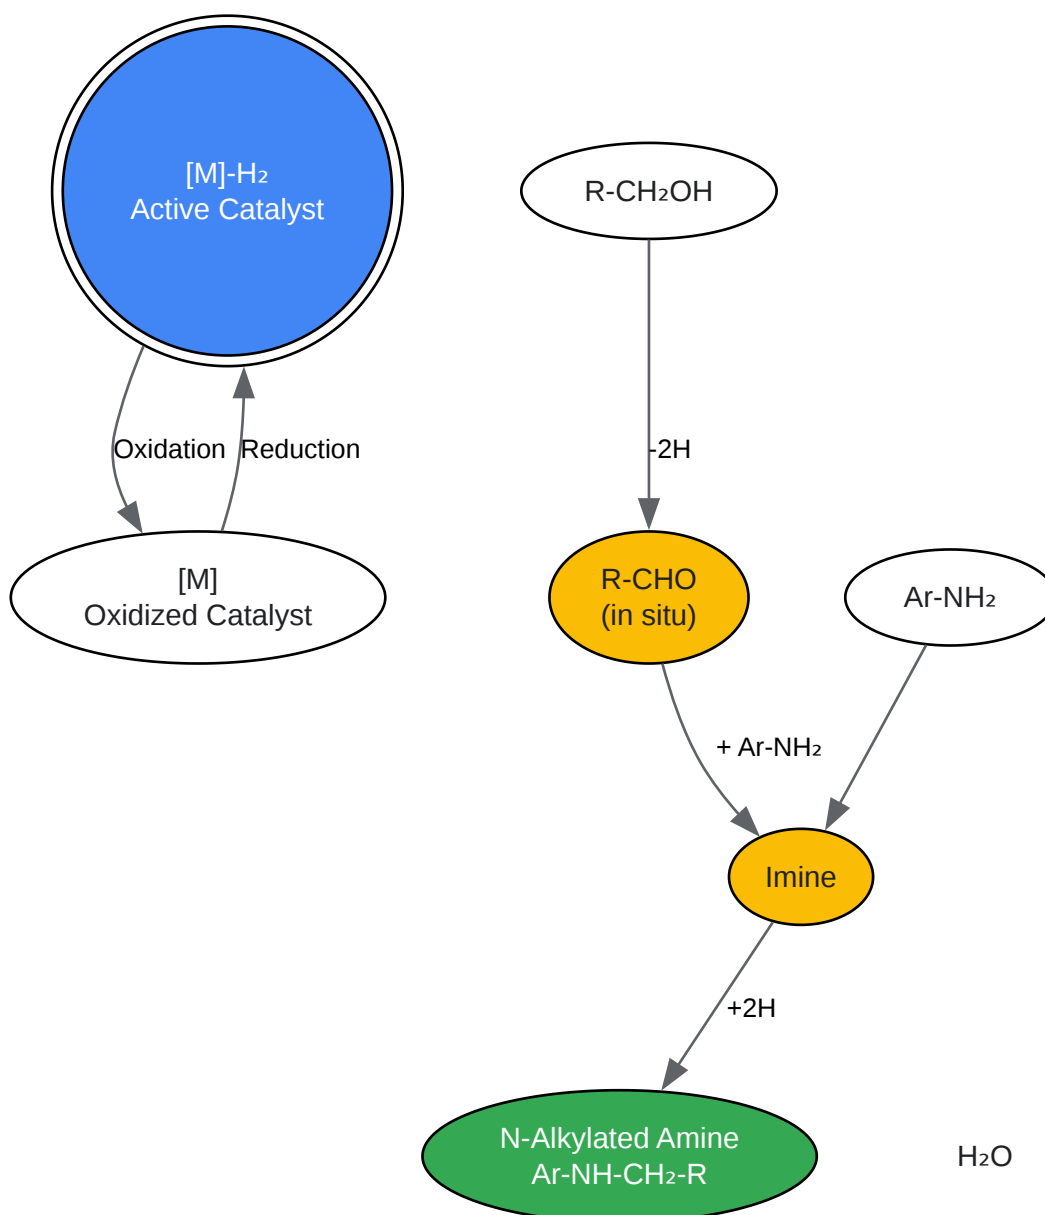 [M]-H₂
Active Catalyst
R-CH₂OH
Oxidation
Reduction
-2H
[M]
Oxidized Catalyst
R-CHO
(in situ)
Ar-NH₂
+ Ar-NH₂
Imine
+2H
N-Alkylated Amine
Ar-NH-CH₂-R
H₂O